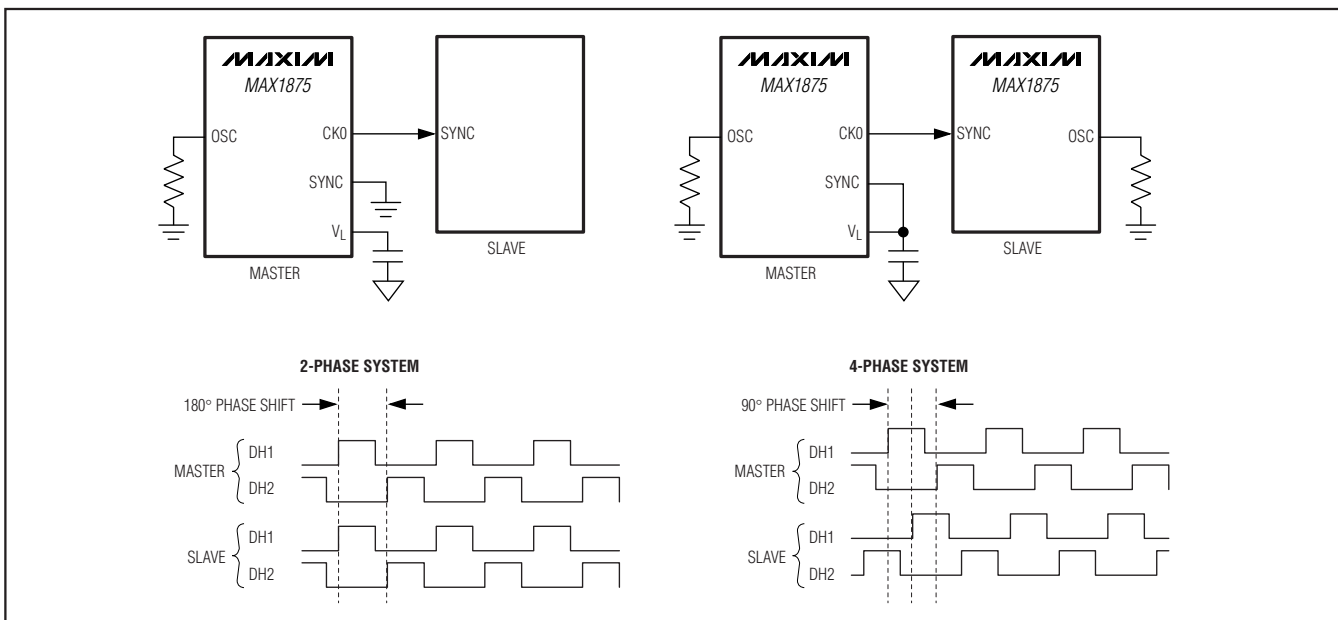 MAXIM
MAX1875
OSC
CK0
SYNC
VL
MASTER
SYNC
SLAVE
MAXIM
MAX1875
OSC
CK0
SYNC
VL
MASTER
MAXIM
MAX1875
SYNC
OSC
SLAVE
2-PHASE SYSTEM
180° PHASE SHIFT
MASTER
DH1
DH2
SLAVE
DH1
DH2
4-PHASE SYSTEM
90° PHASE SHIFT
MASTER
DH1
DH2
SLAVE
DH1
DH2